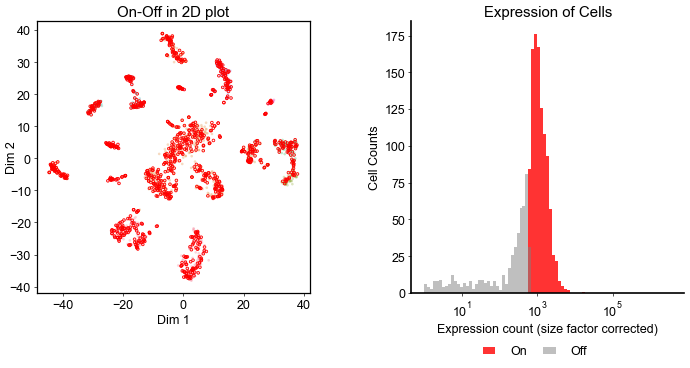 On-Off in 2D plot
40
30
20
10
0
−10
−20
−30
−40
Dim 2
−40 −20 0 20 40
Dim 1
Expression of Cells
175
150
125
100
75
50
25
0
Cell Counts
10^1 10^3 10^5
Expression count (size factor corrected)
On Off